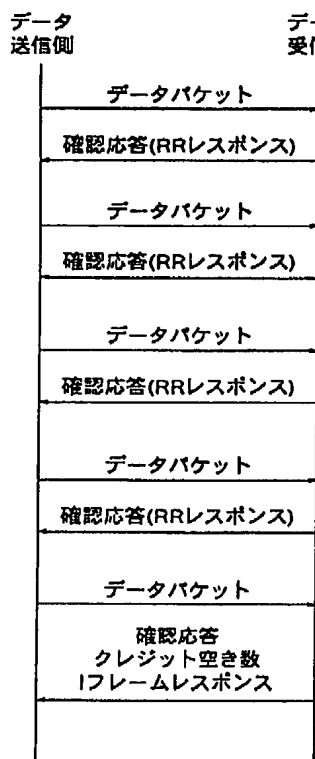 データ
送信側
デー
受信
データパケット
確認応答(RRレスポンス)
データパケット
確認応答(RRレスポンス)
データパケット
確認応答(RRレスポンス)
データパケット
確認応答(RRレスポンス)
データパケット
確認応答
クレジット空き数
Iフレームレスポンス